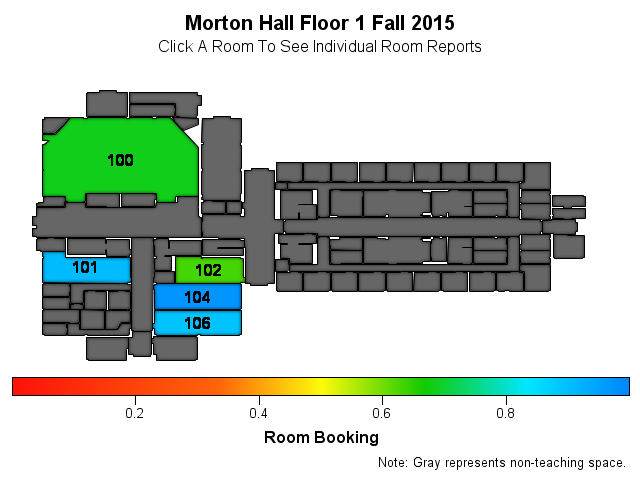 Morton Hall Floor 1 Fall 2015
Click A Room To See Individual Room Reports
100
101
102
104
106
0.2
0.4
0.6
0.8
Room Booking
Note: Gray represents non-teaching space.